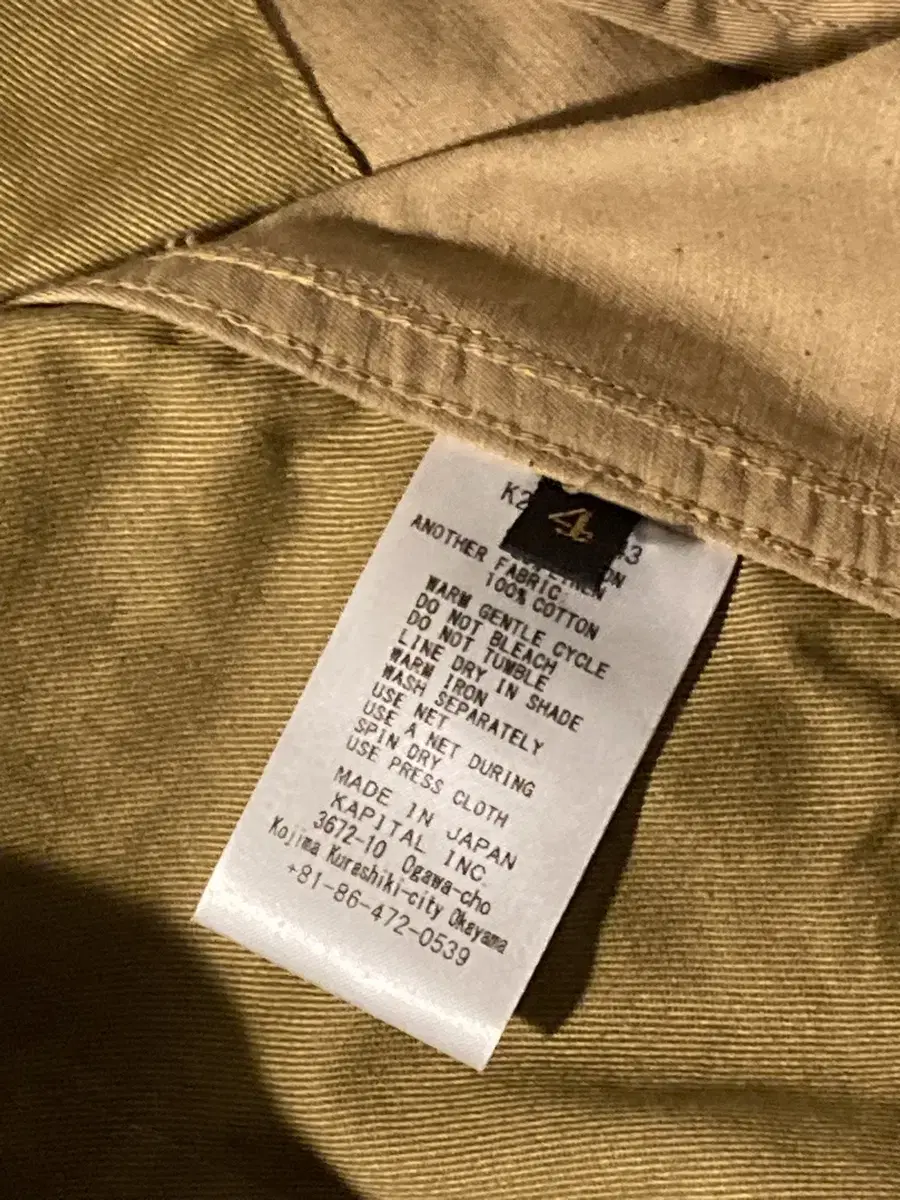 4
ANOTHER
FABRIC
100% COTTON
WARM GENTLE CYCLE
DO NOT BLEACH
DO NOT TUMBLE
LINE DRY IN SHADE
WARM IRON
WASH SEPARATELY
USE NET
USE A NET DURING
SPIN DRY
USE PRESS CLOTH
MADE IN JAPAN
KAPITAL INC
3672-10 Ogawa-cho
Kojima Kurashiki-city Okayama
+81-86-472-0539